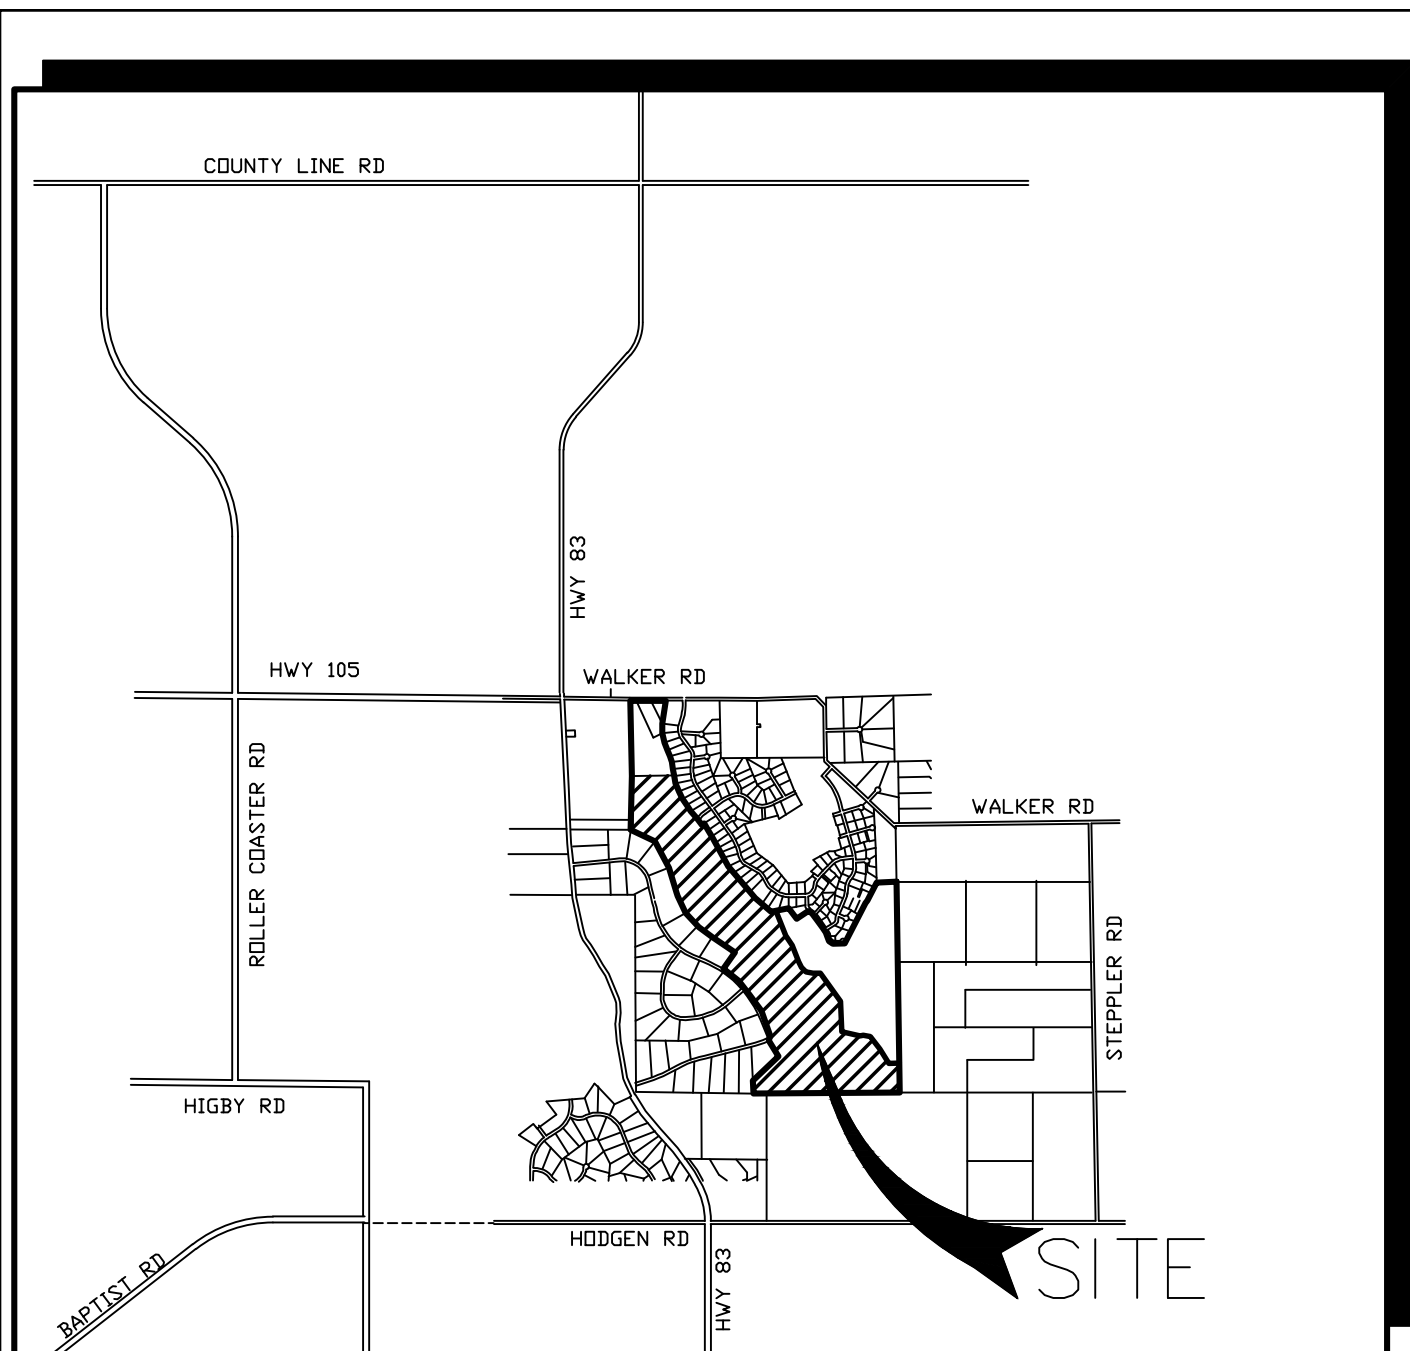 COUNTY LINE RD
HWY 83
HWY 105
WALKER RD
ROLLER COASTER RD
WALKER RD
STEPPLER RD
HIGBY RD
HODGEN RD
HWY 83
BAPTIST RD
SITE